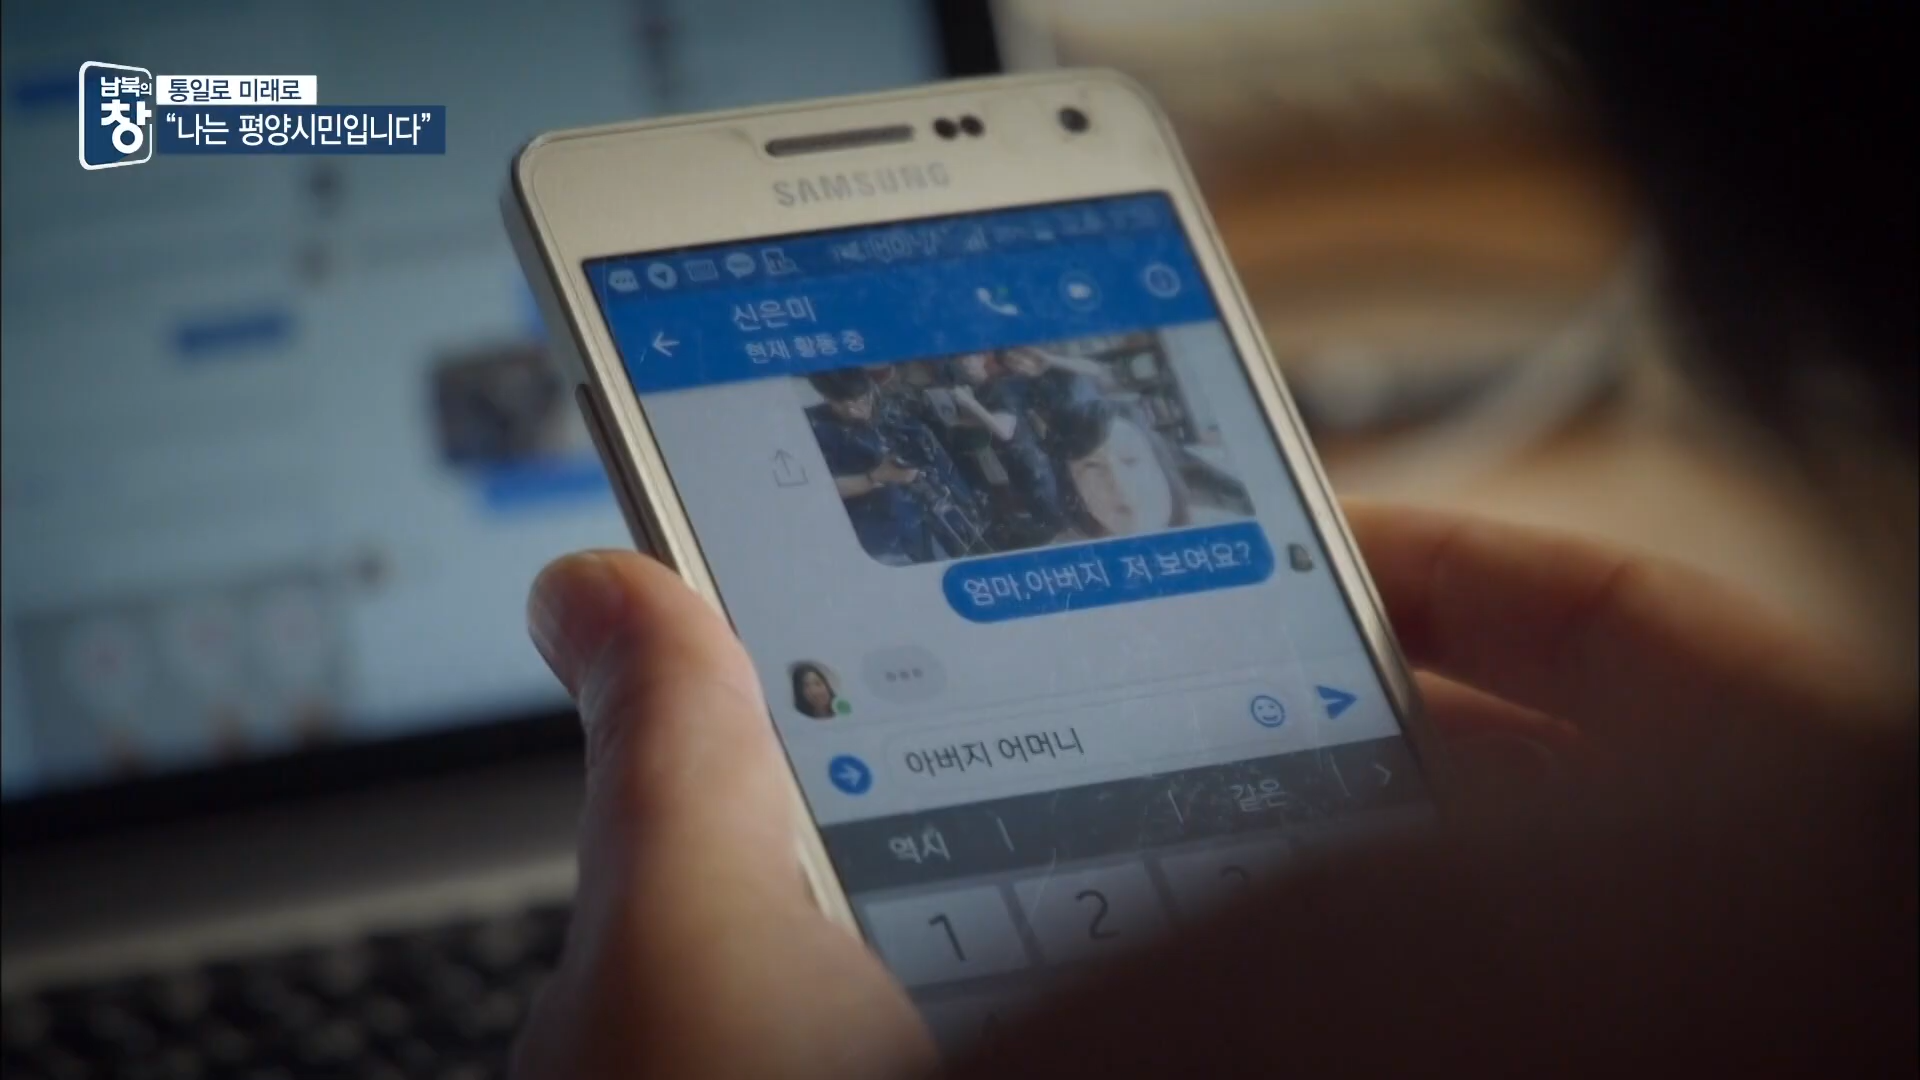 남북의 창
통일로 미래로
“나는 평양시민입니다”
SAMSUNG
신은미
현재 활동 중
엄마,아버지 저 보여요?
아버지 어머니
역시
같은
1
2